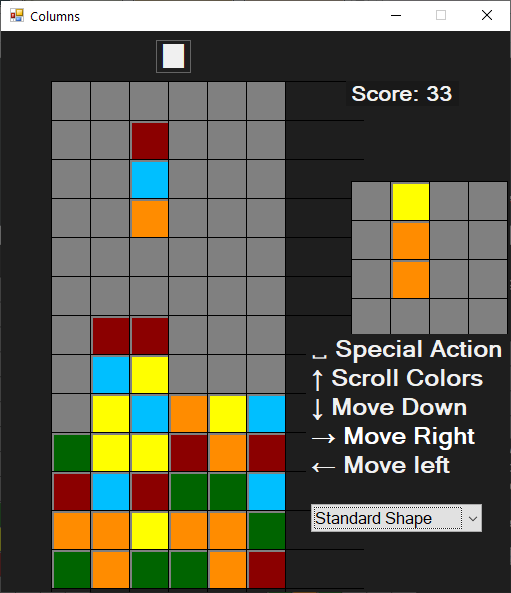 Columns
Score: 33
␣ Special Action
↑ Scroll Colors
↓ Move Down
→ Move Right
← Move left
Standard Shape